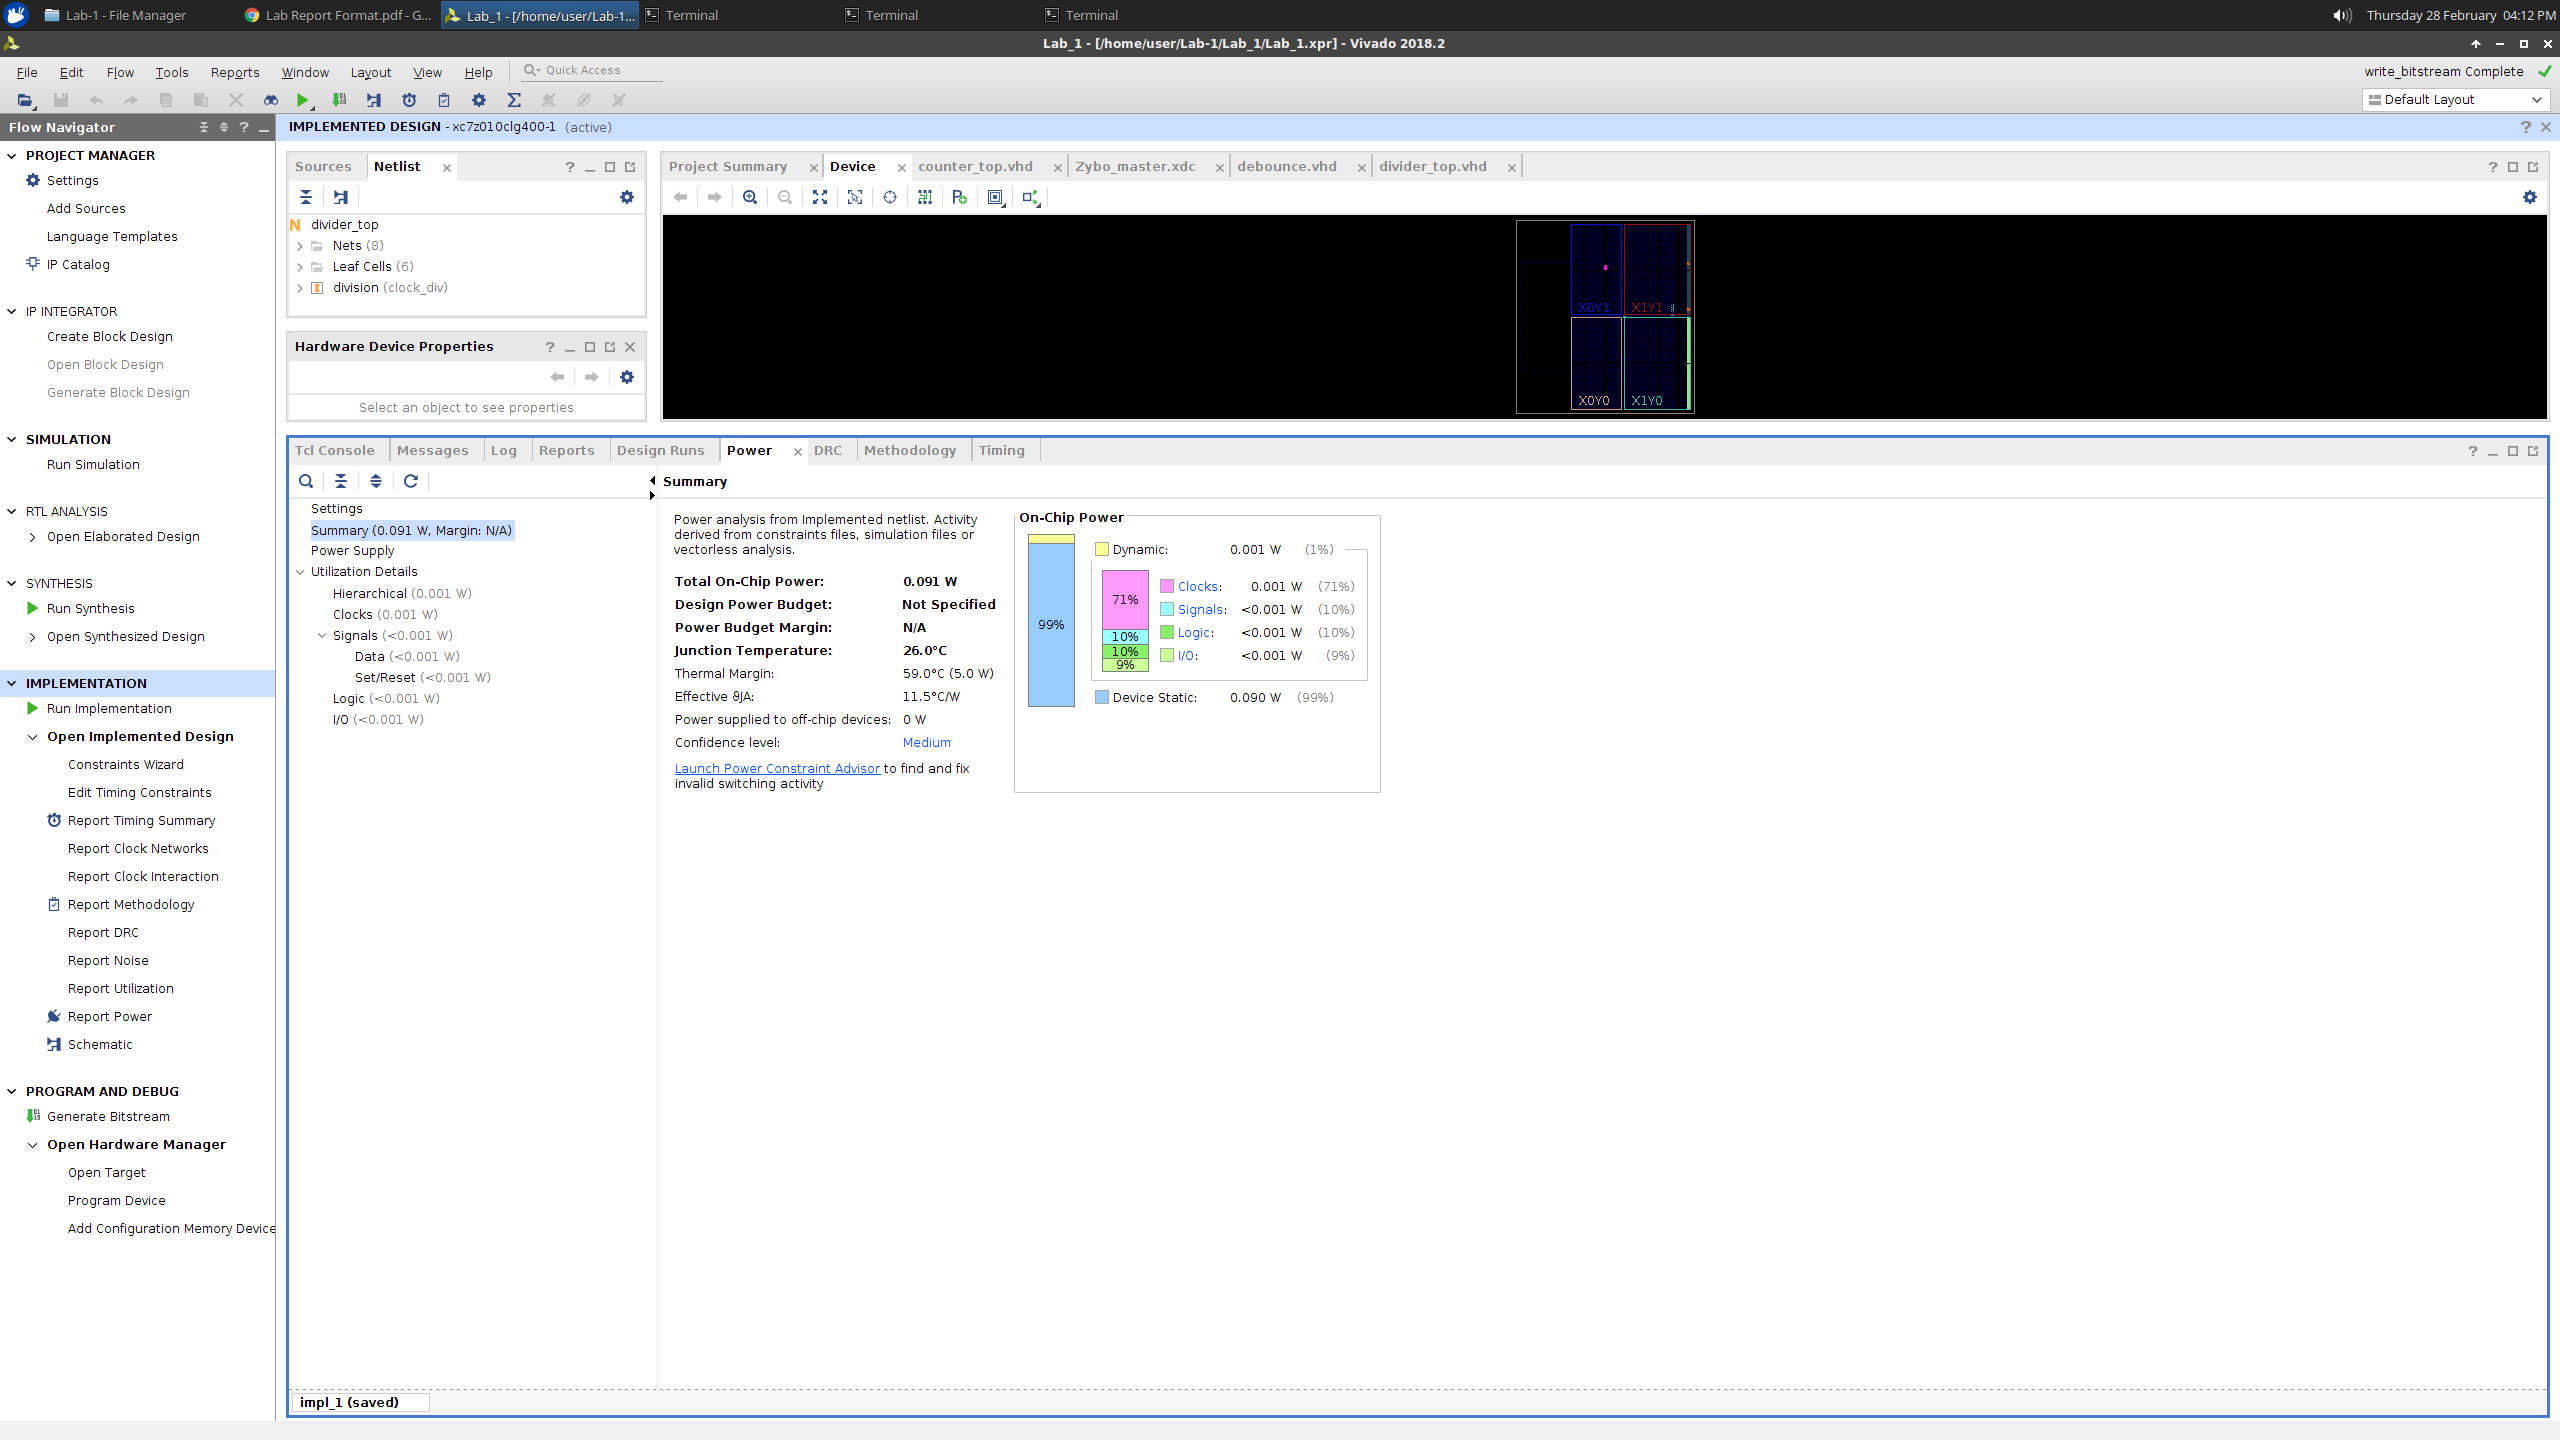 Lab-1 - File Manager
Lab Report Format.pdf - G...
Lab_1 - [/home/user/Lab-1...
Terminal
Terminal
Terminal
Thursday 28 February 04:12 PM
Lab_1 - [/home/user/Lab-1/Lab_1/Lab_1.xpr] - Vivado 2018.2
File Edit Flow Tools Reports Window Layout View Help
Quick Access
write_bitstream Complete
Default Layout
Flow Navigator
IMPLEMENTED DESIGN - xc7z010clg400-1 (active)
PROJECT MANAGER
Settings
Add Sources
Language Templates
IP Catalog
IP INTEGRATOR
Create Block Design
Open Block Design
Generate Block Design
SIMULATION
Run Simulation
RTL ANALYSIS
Open Elaborated Design
SYNTHESIS
Run Synthesis
Open Synthesized Design
IMPLEMENTATION
Run Implementation
Open Implemented Design
Constraints Wizard
Edit Timing Constraints
Report Timing Summary
Report Clock Networks
Report Clock Interaction
Report Methodology
Report DRC
Report Noise
Report Utilization
Report Power
Schematic
PROGRAM AND DEBUG
Generate Bitstream
Open Hardware Manager
Open Target
Program Device
Add Configuration Memory Device
Sources Netlist
divider_top
Nets (8)
Leaf Cells (6)
division (clock_div)
Hardware Device Properties
Select an object to see properties
Project Summary Device counter_top.vhd Zybo_master.xdc debounce.vhd divider_top.vhd
X0Y1 X1Y1
X0Y0 X1Y0
Tcl Console Messages Log Reports Design Runs Power DRC Methodology Timing
Settings
Summary (0.091 W, Margin: N/A)
Power Supply
Utilization Details
Hierarchical (0.001 W)
Clocks (0.001 W)
Signals (<0.001 W)
Data (<0.001 W)
Set/Reset (<0.001 W)
Logic (<0.001 W)
I/O (<0.001 W)
Summary
Power analysis from Implemented netlist. Activity
derived from constraints files, simulation files or
vectorless analysis.
Total On-Chip Power: 0.091 W
Design Power Budget: Not Specified
Power Budget Margin: N/A
Junction Temperature: 26.0°C
Thermal Margin: 59.0°C (5.0 W)
Effective ϑJA: 11.5°C/W
Power supplied to off-chip devices: 0 W
Confidence level: Medium
Launch Power Constraint Advisor to find and fix
invalid switching activity
On-Chip Power
99%
Dynamic: 0.001 W (1%)
71%
10%
10%
9%
Clocks: 0.001 W (71%)
Signals: <0.001 W (10%)
Logic: <0.001 W (10%)
I/O: <0.001 W (9%)
Device Static: 0.090 W (99%)
impl_1 (saved)